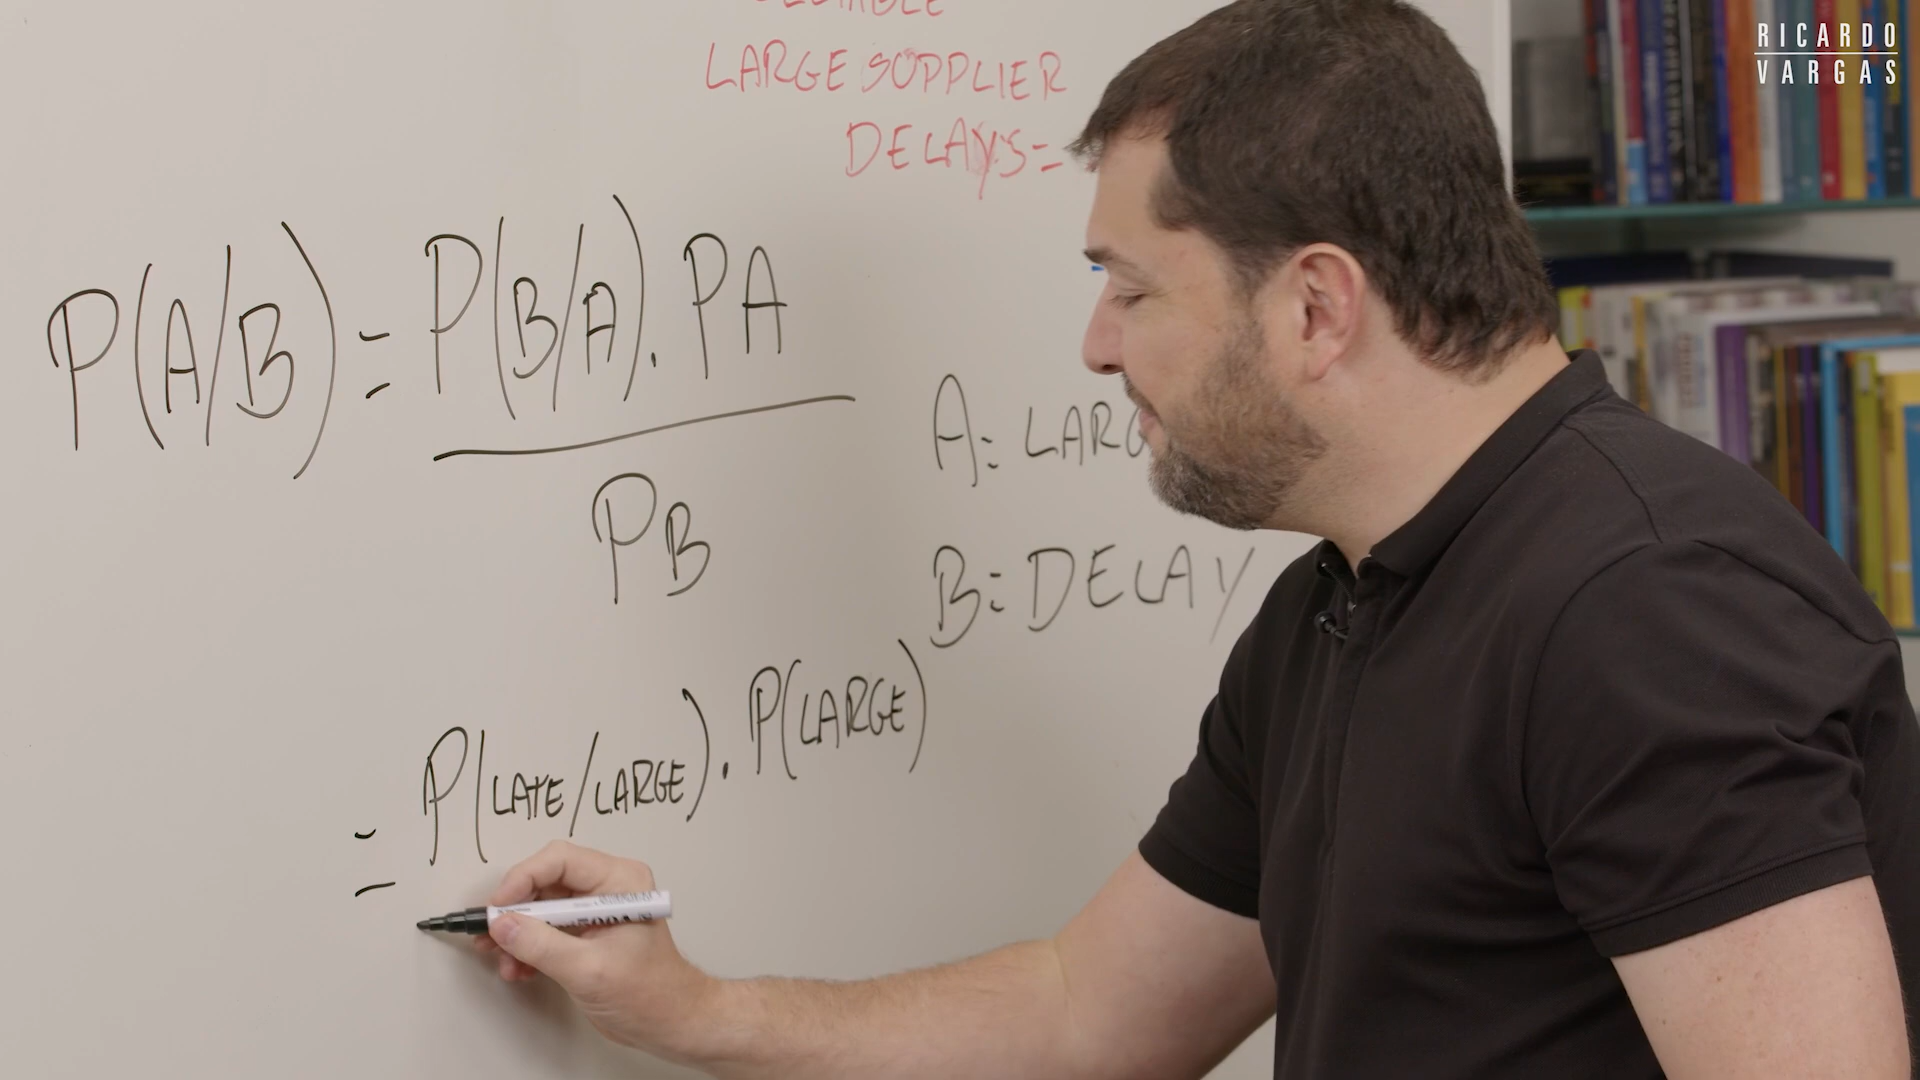 LARGE SUPPLIER
DELAYS=
P(A/B) = P(B/A). PA
PB
A: LARG
B: DELAY
= P(LATE/LARGE). P(LARGE)
RICARDO
VARGAS